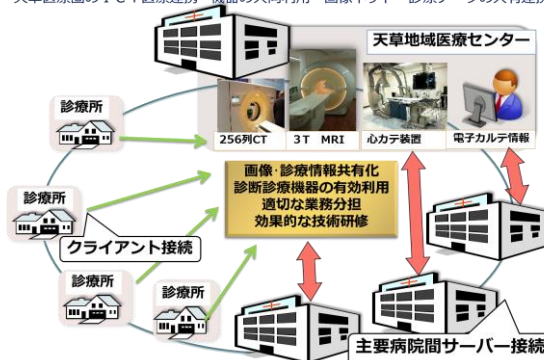 天草地域医療センター
256列CT
3T MRI
心カテ装置
電子カルテ情報
診療所
画像・診療情報共有化
診断診療機器の有効利用
適切な業務分担
効果的な技術研修
診療所
クライアント接続
診療所
診療所
主要病院間サーバー接続